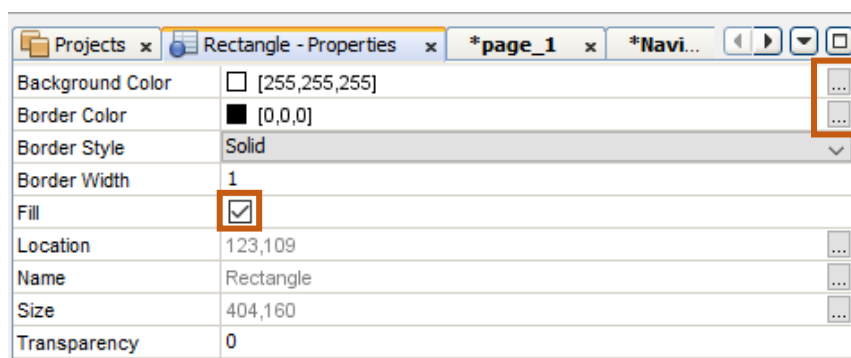 Projects x Rectangle - Properties x *page_1 x *Navi...
Background Color [255,255,255] ...
Border Color [0,0,0] ...
Border Style Solid
Border Width 1
Fill
Location 123,109 ...
Name Rectangle ...
Size 404,160 ...
Transparency 0